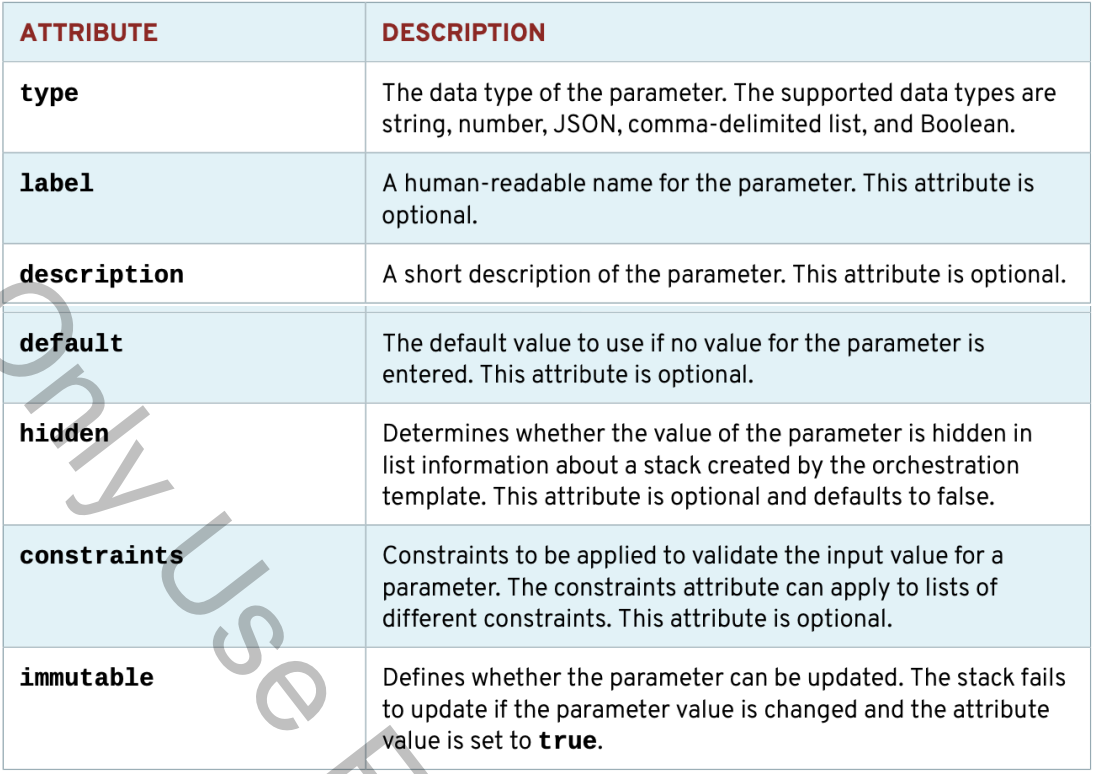 ATTRIBUTE DESCRIPTION
type The data type of the parameter. The supported data types are
string, number, JSON, comma-delimited list, and Boolean.
label A human-readable name for the parameter. This attribute is
optional.
description A short description of the parameter. This attribute is optional.
default The default value to use if no value for the parameter is
entered. This attribute is optional.
hidden Determines whether the value of the parameter is hidden in
list information about a stack created by the orchestration
template. This attribute is optional and defaults to false.
constraints Constraints to be applied to validate the input value for a
parameter. The constraints attribute can apply to lists of
different constraints. This attribute is optional.
immutable Defines whether the parameter can be updated. The stack fails
to update if the parameter value is changed and the attribute
value is set to true.
Only Use